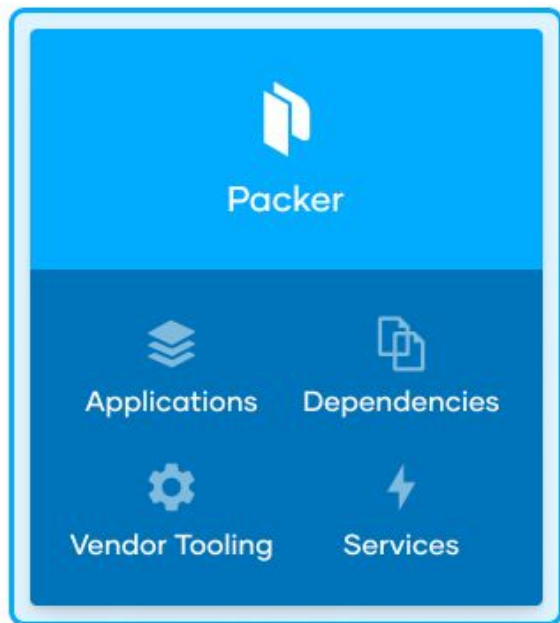 Packer
Applications
Dependencies
Vendor Tooling
Services